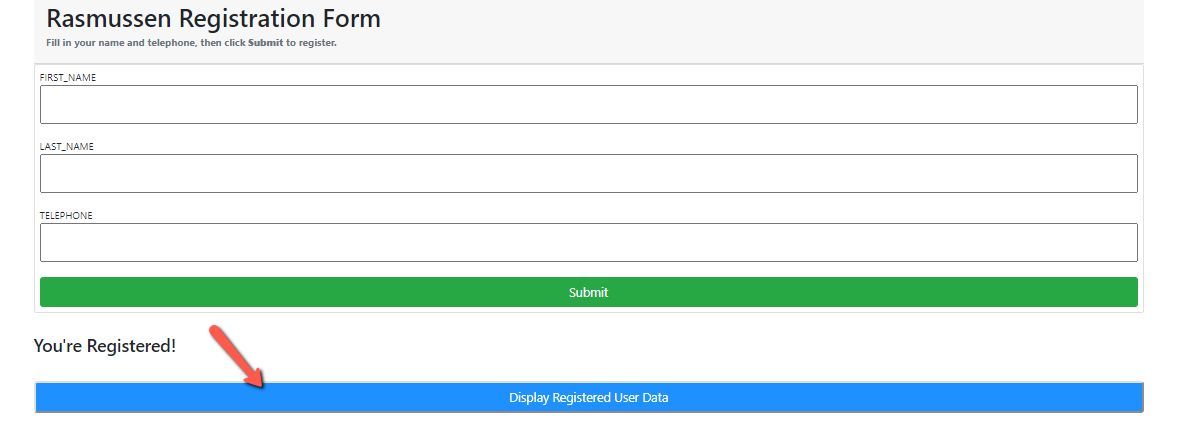 Rasmussen Registration Form
Fill in your name and telephone, then click Submit to register.
FIRST_NAME
LAST_NAME
TELEPHONE
Submit
You're Registered!
Display Registered User Data